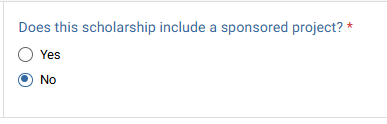 Does this scholarship include a sponsored project? *
Yes
No